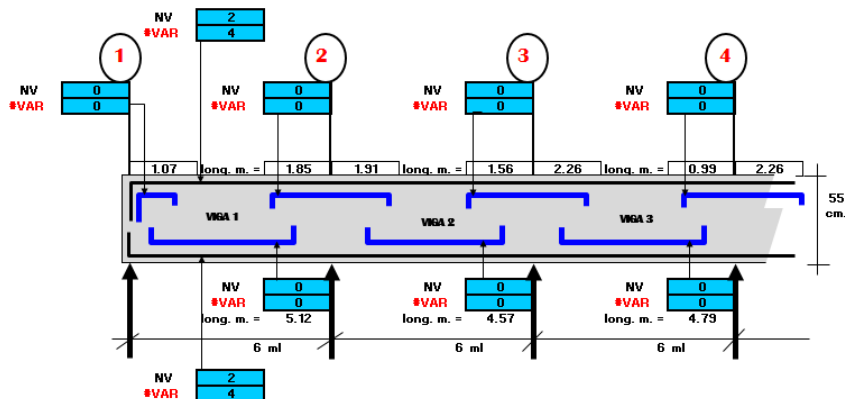 NV 2
#VAR 4
1 2 3 4
NV 0 NV 0 NV 0 NV 0
#VAR 0 #VAR 0 #VAR 0 #VAR 0
1.07 long. m. = 1.85 1.91 long. m. = 1.56 2.26 long. m. = 0.99 2.26
55
cm.
VIGA 1 VIGA 2 VIGA 3
NV 0 NV 0 NV 0
#VAR 0 #VAR 0 #VAR 0
long. m. = 5.12 long. m. = 4.57 long. m. = 4.79
6 ml 6 ml 6 ml
NV 2
#VAR 4